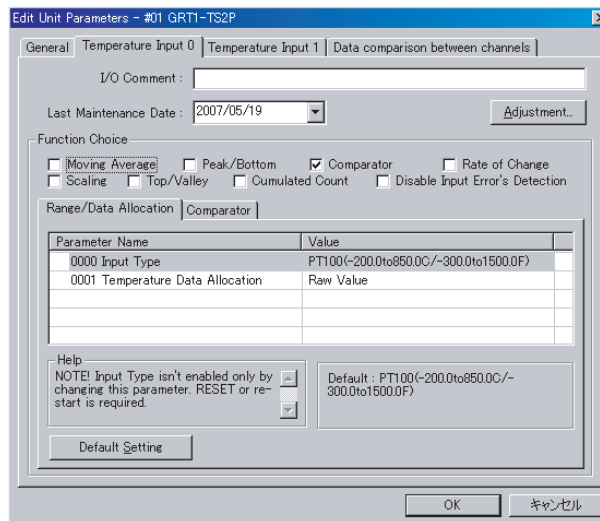 Edit Unit Parameters - #01 GRT1-TS2P
General Temperature Input 0 Temperature Input 1 Data comparison between channels
I/O Comment :
Last Maintenance Date : 2007/05/19 Adjustment...
Function Choice
Moving Average Peak/Bottom Comparator Rate of Change
Scaling Top/Valley Cumulated Count Disable Input Error's Detection
Range/Data Allocation Comparator
Parameter Name Value
0000 Input Type PT100(-200.0to850.0C/-300.0to1500.0F)
0001 Temperature Data Allocation Raw Value
Help
NOTE! Input Type isn't enabled only by
changing this parameter. RESET or re-
start is required.
Default : PT100(-200.0to850.0C/-
300.0to1500.0F)
Default Setting
OK キャンセル